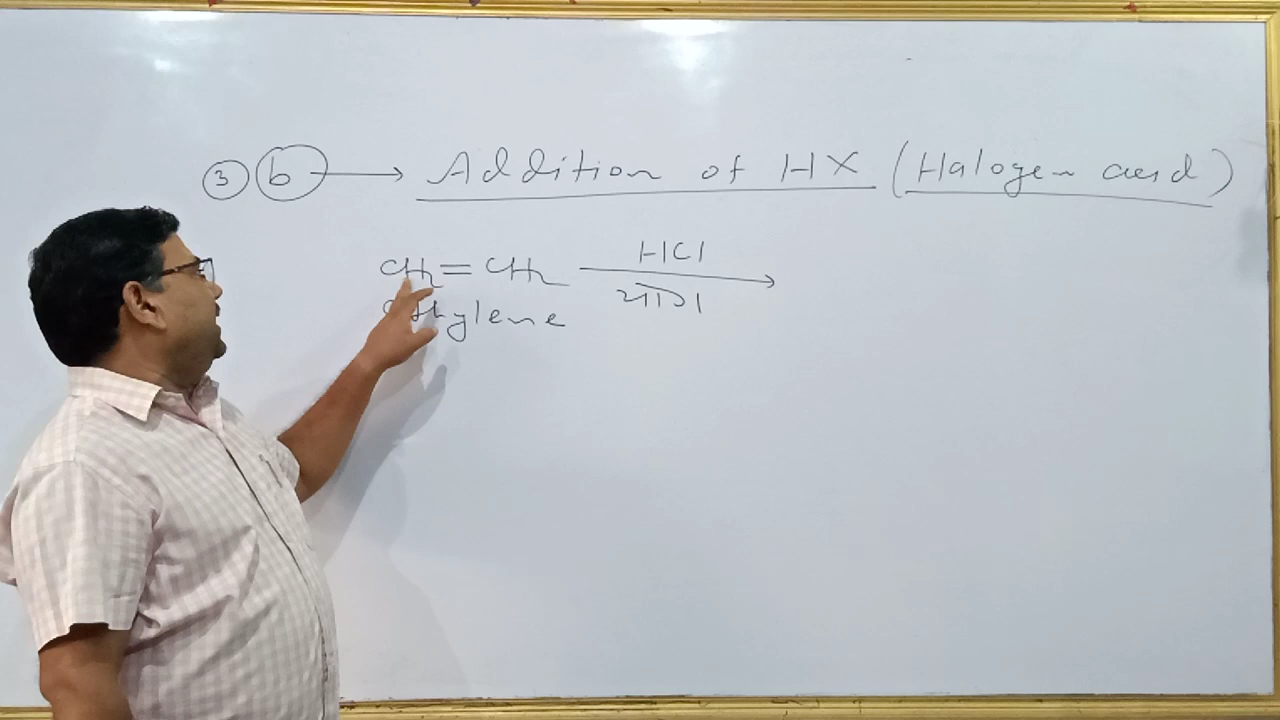 3 b → Addition of HX (Halogen acid)
CH2 = CH2 HCl →
Ethylene योग